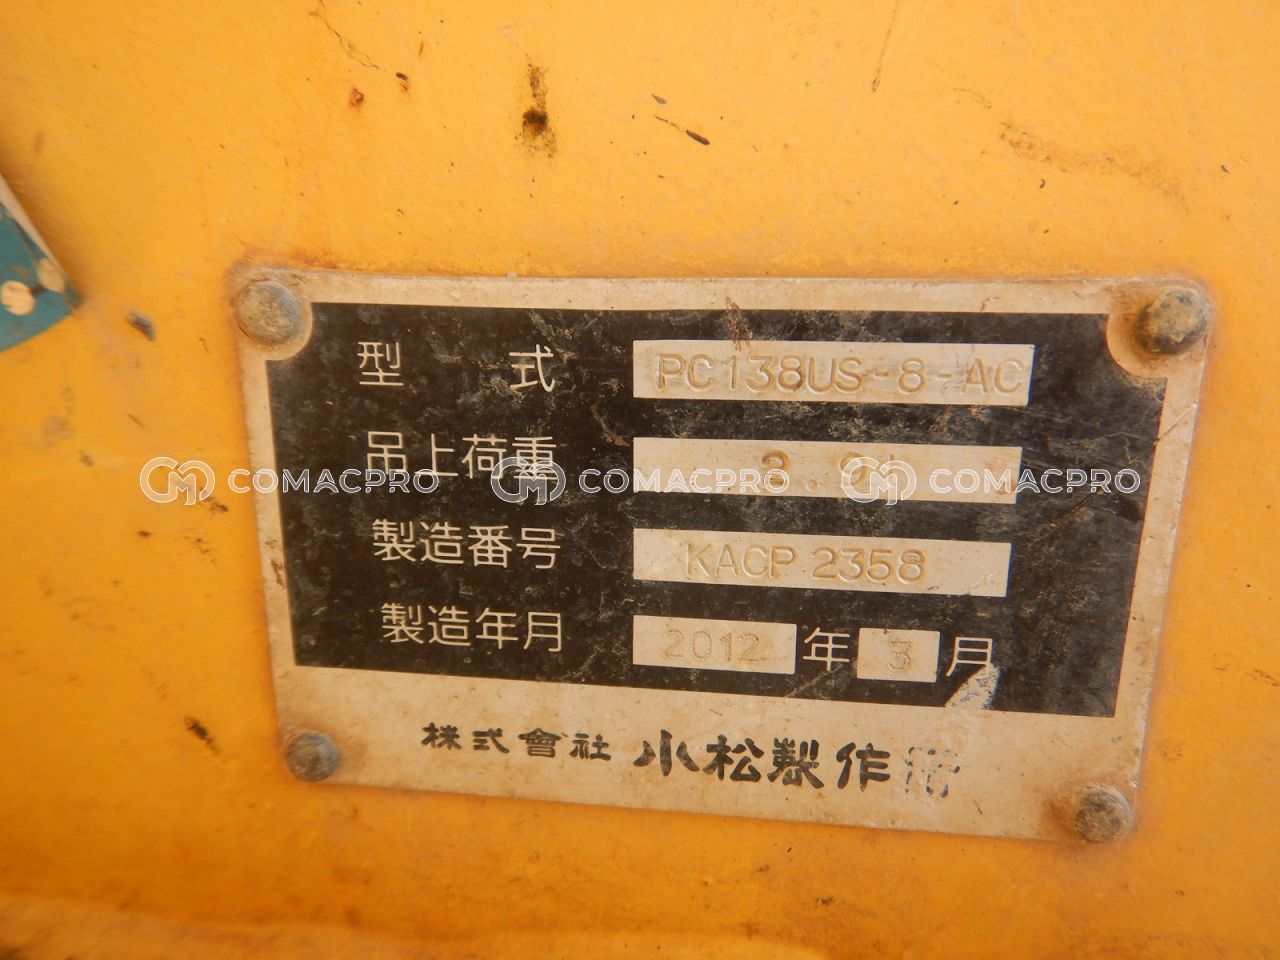 型式 PC138US-8-AC
吊上荷重
COMACPRO COMACPRO COMACPRO
製造番号 KACP 2358
製造年月 2012 年 3 月
株式會社 小松製作